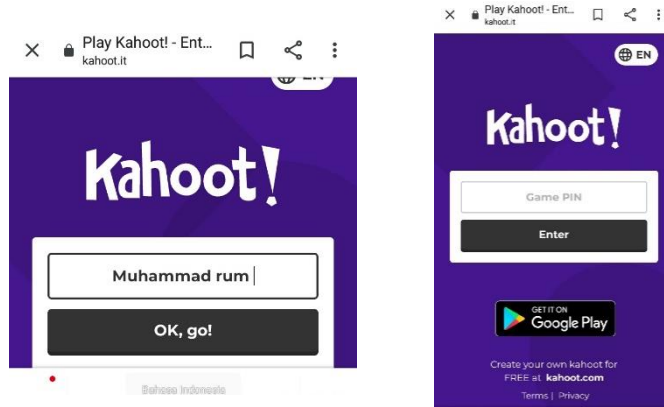 Play Kahoot! - Ent...
kahoot.it
EN
Kahoot!
Muhammad rum
OK, go!
Bahasa Indonesia
Play Kahoot! - Ent...
kahoot.it
EN
Kahoot!
Game PIN
Enter
GET IT ON
Google Play
Create your own kahoot for
FREE at kahoot.com
Terms | Privacy